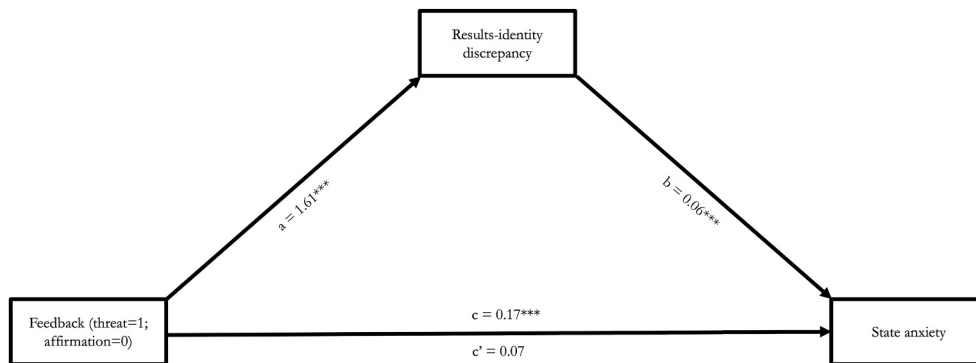 Results-identity
discrepancy
a = 1.61***
b = 0.06***
Feedback (threat=1;
affirmation=0)
c = 0.17***
c’ = 0.07
State anxiety